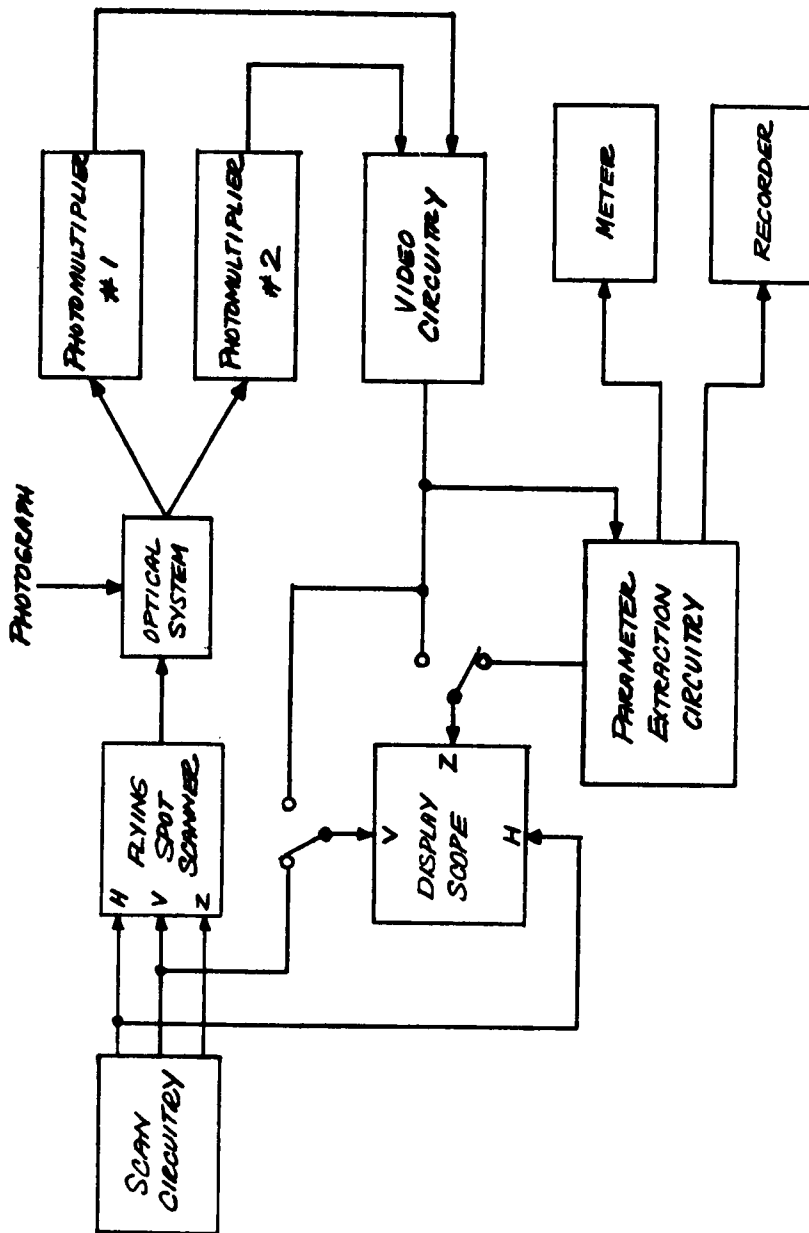 SCAN
CIRCUITRY
H
V
Z
FLYING
SPOT
SCANNER
PHOTOGRAPH
OPTICAL
SYSTEM
PHOTOMULTIPLIER
#1
PHOTOMULTIPLIER
#2
VIDEO
CIRCUITRY
V
Z
H
DISPLAY
SCOPE
PARAMETER
EXTRACTION
CIRCUITRY
METER
RECORDER